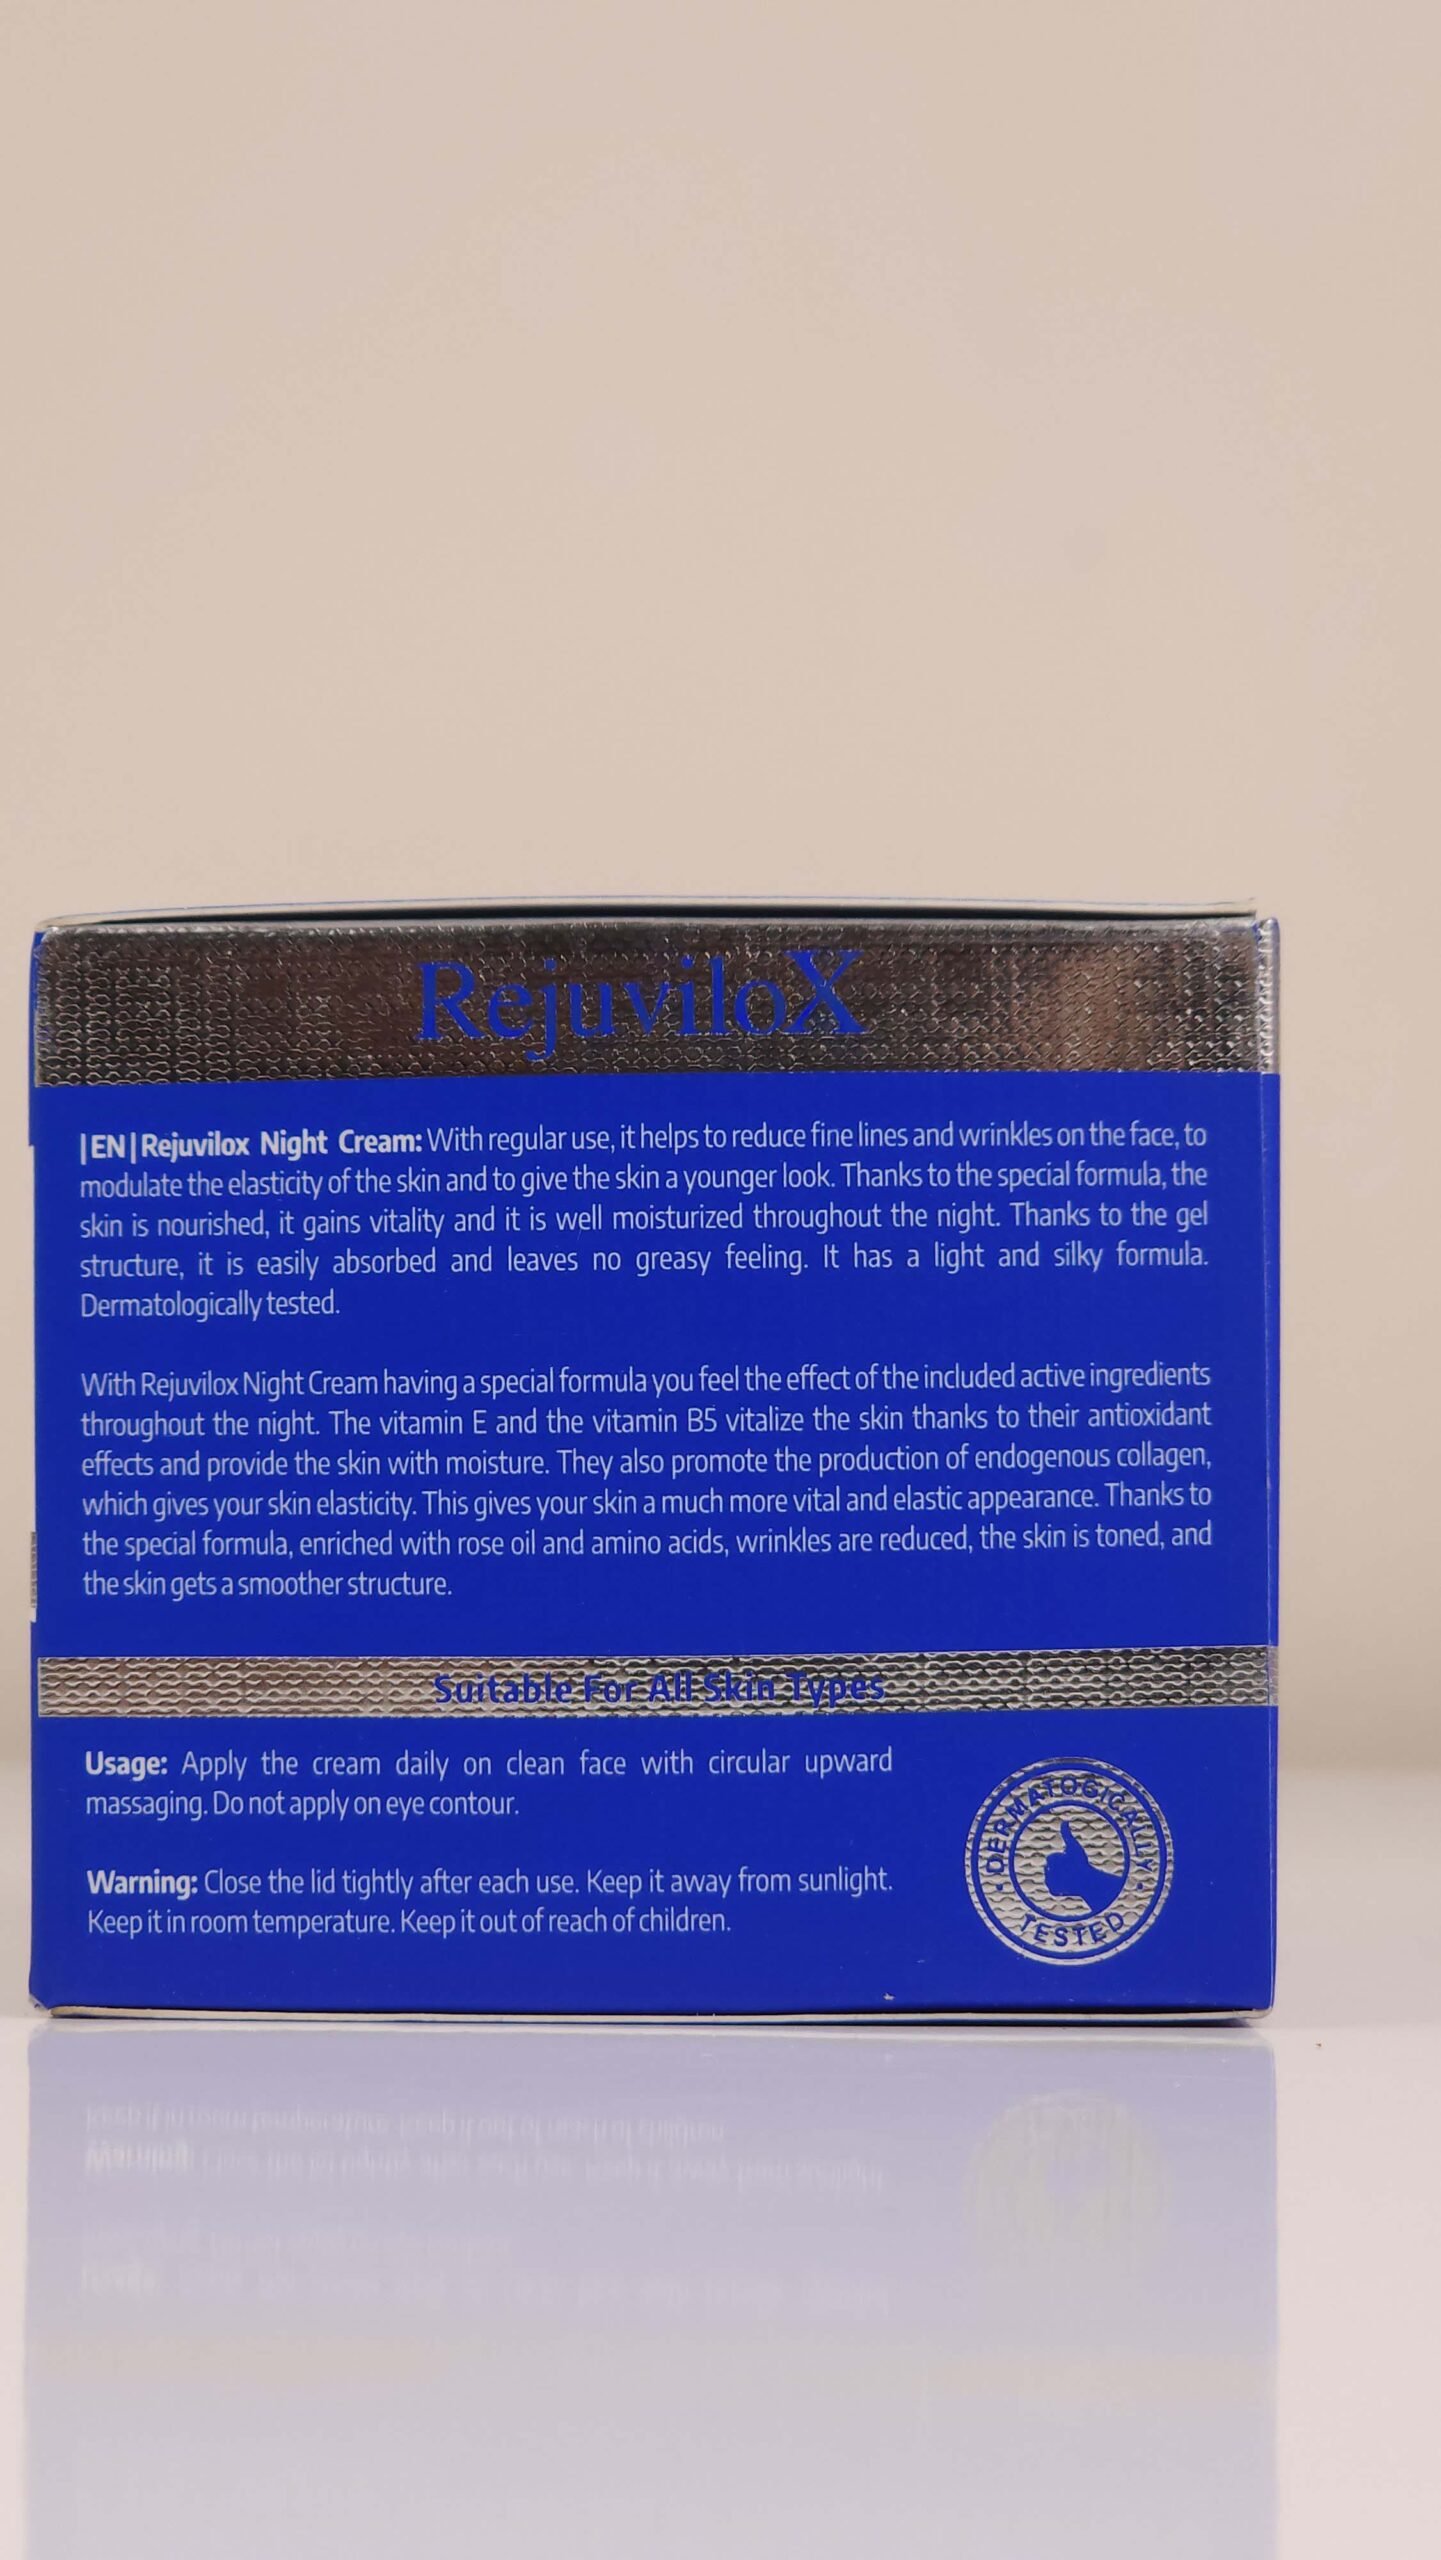 RejuviloX
|EN| Rejuvilox Night Cream: With regular use, it helps to reduce fine lines and wrinkles on the face, to
modulate the elasticity of the skin and to give the skin a younger look. Thanks to the special formula, the
skin is nourished, it gains vitality and it is well moisturized throughout the night. Thanks to the gel
structure, it is easily absorbed and leaves no greasy feeling. It has a light and silky formula.
Dermatologically tested.
With Rejuvilox Night Cream having a special formula you feel the effect of the included active ingredients
throughout the night. The vitamin E and the vitamin B5 vitalize the skin thanks to their antioxidant
effects and provide the skin with moisture. They also promote the production of endogenous collagen,
which gives your skin elasticity. This gives your skin a much more vital and elastic appearance. Thanks to
the special formula, enriched with rose oil and amino acids, wrinkles are reduced, the skin is toned, and
the skin gets a smoother structure.
Suitable For All Skin Types
Usage: Apply the cream daily on clean face with circular upward
massaging. Do not apply on eye contour.
Warning: Close the lid tightly after each use. Keep it away from sunlight.
Keep it in room temperature. Keep it out of reach of children.
DERMATOGICALLY
TESTED